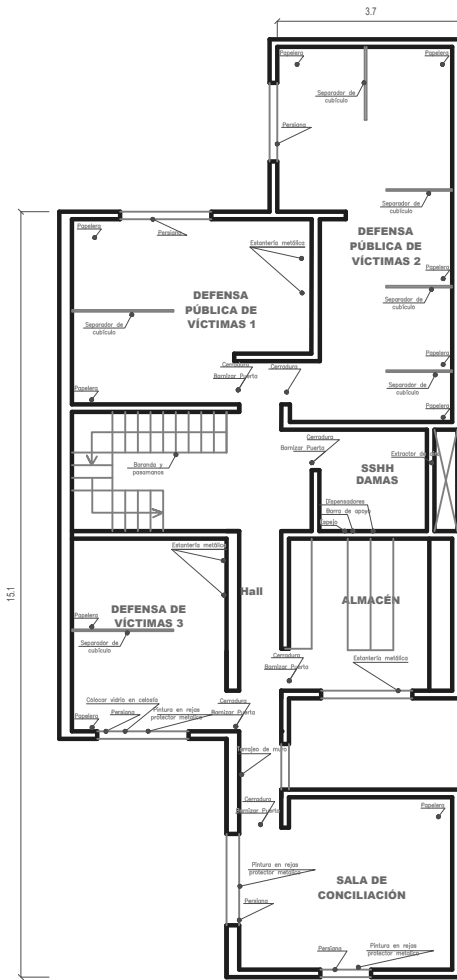 3.7
Papelera
Papelera
Separador de
cubículo
Persiana
Separador de
cubículo
DEFENSA
PÚBLICA DE
VÍCTIMAS 2
Papelera
Persiana
Estantería metálica
Papelera
DEFENSA
PÚBLICA DE
VÍCTIMAS 1
Separador de
cubículo
Separador de
cubículo
Papelera
Cerradura
Barnizar Puerta
Cerradura
Separador de
cubículo
Papelera
Papelera
Cerradura
Barnizar Puerta
Baranda y
pasamanos
SSHH
DAMAS
Extractor de
Dispensadores
Barra de apoyo
Espejo
Estantería metálica
15.1
Hall
ALMACÉN
DEFENSA DE
VÍCTIMAS 3
Papelera
Separador de
cubículo
Cerradura
Barnizar Puerta
Estantería metálica
Colocar vidrio en celosía
Papelera
Persiana
Pintura en rejas
protector metálico
Cerradura
Barnizar Puerta
Tarrajeo de muro
Cerradura
Barnizar Puerta
Papelera
Pintura en rejas
protector metálico
SALA DE
CONCILIACIÓN
Persiana
Persiana
Pintura en rejas
protector metálico